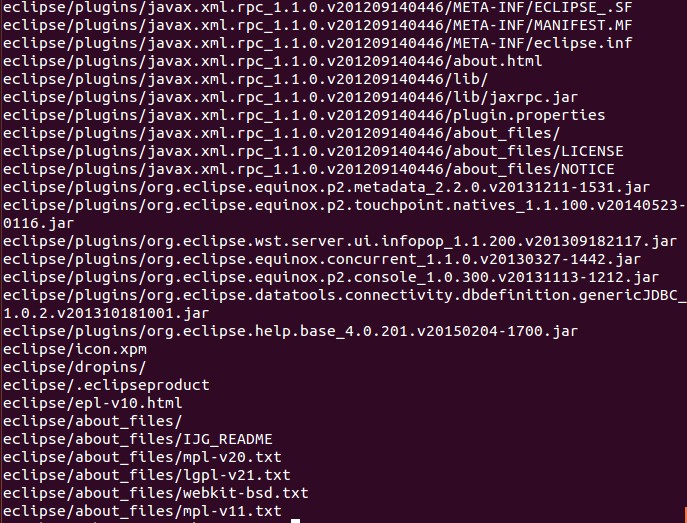 eclipse/plugins/javax.xml.rpc_1.1.0.v201209140446/META-INF/ECLIPSE_.SF
eclipse/plugins/javax.xml.rpc_1.1.0.v201209140446/META-INF/MANIFEST.MF
eclipse/plugins/javax.xml.rpc_1.1.0.v201209140446/META-INF/eclipse.inf
eclipse/plugins/javax.xml.rpc_1.1.0.v201209140446/about.html
eclipse/plugins/javax.xml.rpc_1.1.0.v201209140446/lib/
eclipse/plugins/javax.xml.rpc_1.1.0.v201209140446/lib/jaxrpc.jar
eclipse/plugins/javax.xml.rpc_1.1.0.v201209140446/plugin.properties
eclipse/plugins/javax.xml.rpc_1.1.0.v201209140446/about_files/
eclipse/plugins/javax.xml.rpc_1.1.0.v201209140446/about_files/LICENSE
eclipse/plugins/javax.xml.rpc_1.1.0.v201209140446/about_files/NOTICE
eclipse/plugins/org.eclipse.equinox.p2.metadata_2.2.0.v20131211-1531.jar
eclipse/plugins/org.eclipse.equinox.p2.touchpoint.natives_1.1.100.v20140523-
0116.jar
eclipse/plugins/org.eclipse.wst.server.ui.infopop_1.1.200.v201309182117.jar
eclipse/plugins/org.eclipse.equinox.concurrent_1.1.0.v20130327-1442.jar
eclipse/plugins/org.eclipse.equinox.p2.console_1.0.300.v20131113-1212.jar
eclipse/plugins/org.eclipse.datatools.connectivity.dbdefinition.genericJDBC_
1.0.2.v201310181001.jar
eclipse/plugins/org.eclipse.help.base_4.0.201.v20150204-1700.jar
eclipse/icon.xpm
eclipse/dropins/
eclipse/.eclipseproduct
eclipse/epl-v10.html
eclipse/about_files/
eclipse/about_files/IJG_README
eclipse/about_files/mpl-v20.txt
eclipse/about_files/lgpl-v21.txt
eclipse/about_files/webkit-bsd.txt
eclipse/about_files/mpl-v11.txt